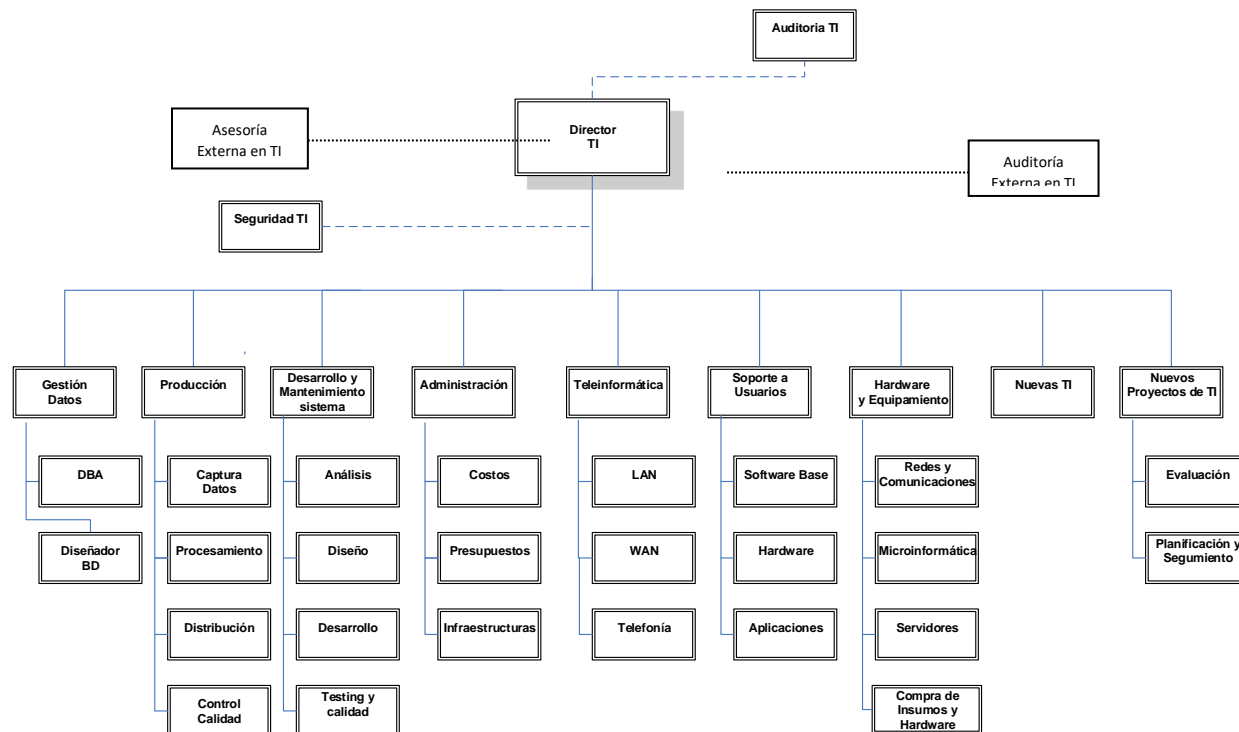 Auditoria TI
Director
TI
Asesoría
Externa en TI
Auditoría
Externa en TI
Seguridad TI
Gestión
Datos
Producción
Desarrollo y
Mantenimiento
sistema
Administración
Teleinformática
Soporte a
Usuarios
Hardware
y Equipamiento
Nuevas TI
Nuevos
Proyectos de TI
DBA
Captura
Datos
Análisis
Costos
LAN
Software Base
Redes y
Comunicaciones
Evaluación
Diseñador
BD
Procesamiento
Diseño
Presupuestos
WAN
Hardware
Microinformática
Planificación y
Segumiento
Distribución
Desarrollo
Infraestructuras
Telefonía
Aplicaciones
Servidores
Control
Calidad
Testing y
calidad
Compra de
Insumos y
Hardware